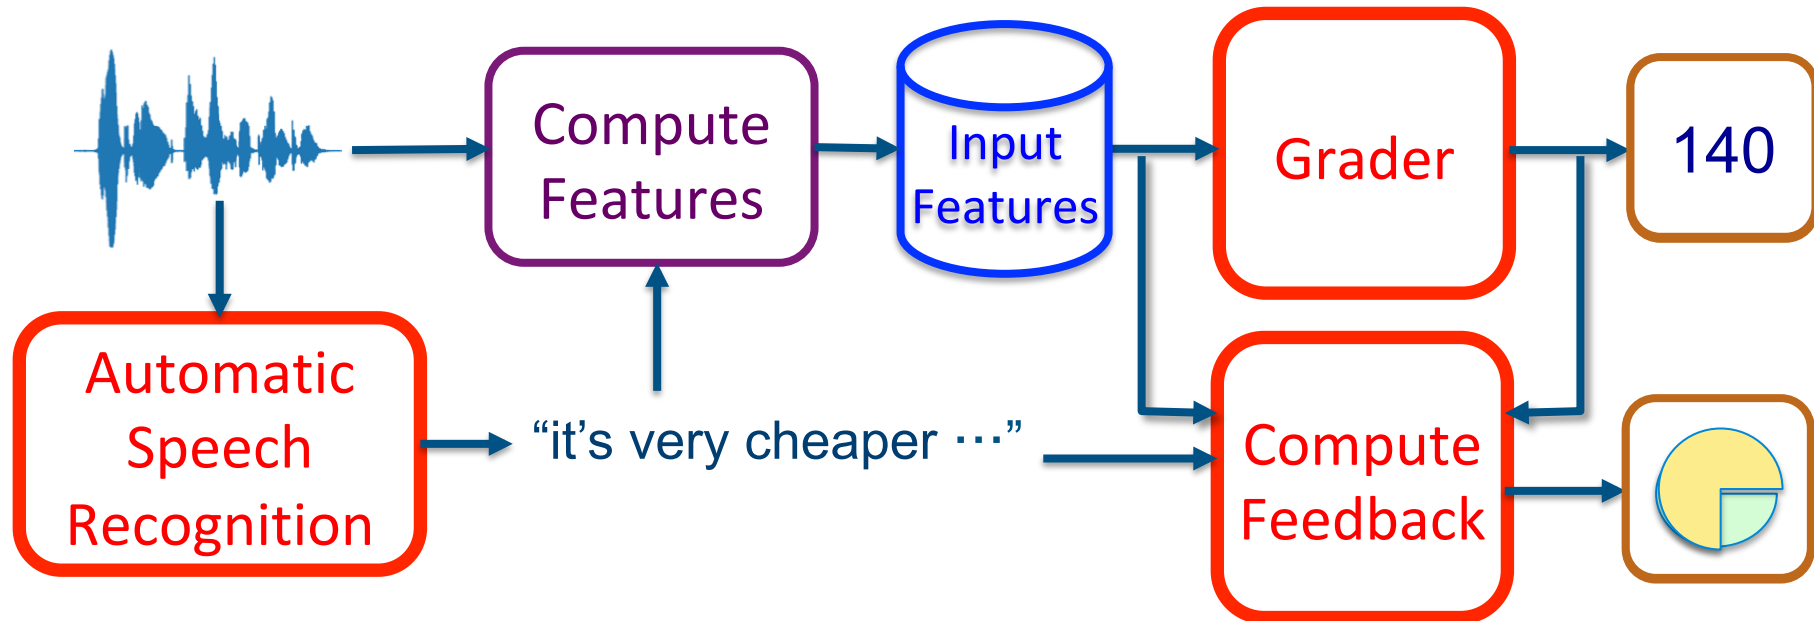 Compute
Features
Input
Features
Grader
140
Automatic
Speech
Recognition
“it’s very cheaper ···”
Compute
Feedback